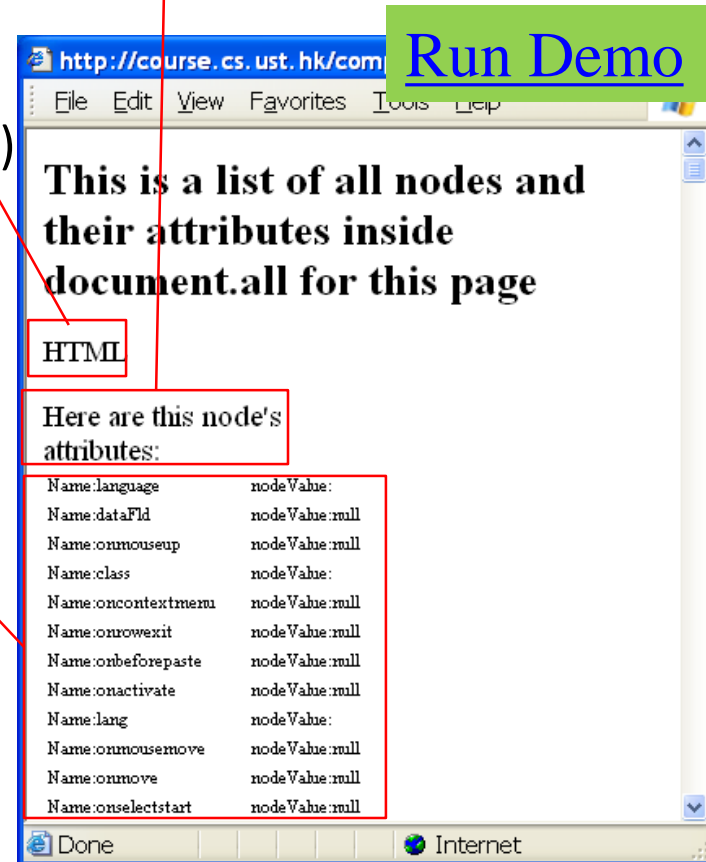 Run Demo
http://course.cs.ust.hk/com
File Edit View Favorites Tools Help
)
This is a list of all nodes and
their attributes inside
document.all for this page
HTML
Here are this node's
attributes:
Name:language nodeValue:
Name:dataFld nodeValue:null
Name:onmouseup nodeValue:null
Name:class nodeValue:
Name:oncontextmenu nodeValue:null
Name:onrowexit nodeValue:null
Name:onbeforepaste nodeValue:null
Name:onactivate nodeValue:null
Name:lang nodeValue:
Name:onmousemove nodeValue:null
Name:onmove nodeValue:null
Name:onselectstart nodeValue:null
Done Internet